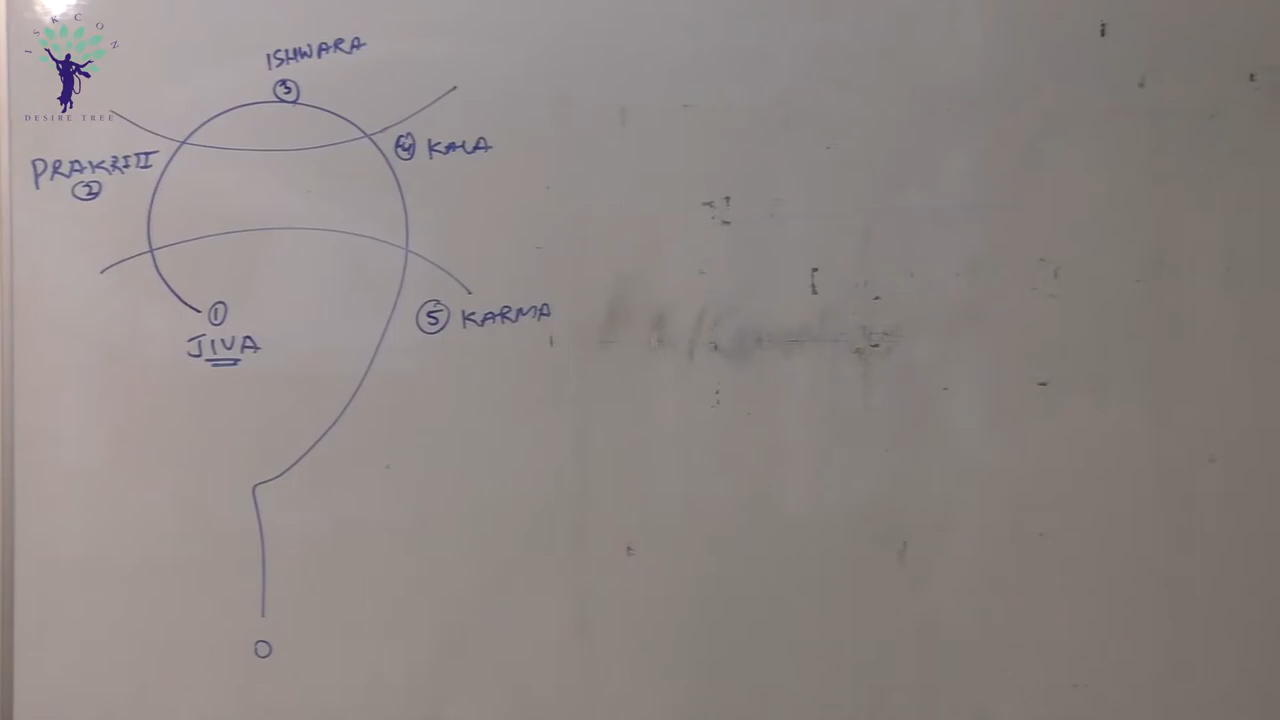 ISKCON
DESIRE TREE
ISHWARA
3
4 KALA
PRAKRITI
2
1
JIVA
5 KARMA